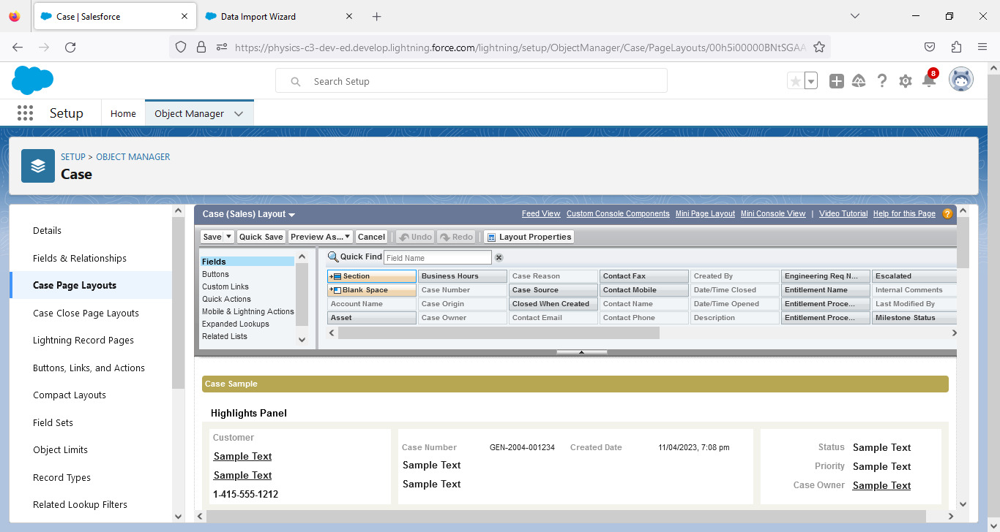 Case | Salesforce
Data Import Wizard
https://physics-c3-dev-ed.develop.lightning.force.com/lightning/setup/ObjectManager/Case/PageLayouts/00h5i00000BNtSGAA
Search Setup
8
Setup
Home
Object Manager
SETUP > OBJECT MANAGER
Case
Details
Fields & Relationships
Case Page Layouts
Case Close Page Layouts
Lightning Record Pages
Buttons, Links, and Actions
Compact Layouts
Field Sets
Object Limits
Record Types
Related Lookup Filters
Case (Sales) Layout
Feed View Custom Console Components Mini Page Layout Mini Console View | Video Tutorial Help for this Page ?
Save Quick Save Preview As... Cancel Undo Redo Layout Properties
Fields
Buttons
Custom Links
Quick Actions
Mobile & Lightning Actions
Expanded Lookups
Related Lists
Quick Find Field Name
Section Business Hours Case Reason Contact Fax Created By Engineering Req N... Escalated
Blank Space Case Number Case Source Contact Mobile Date/Time Closed Entitlement Name Internal Comments
Account Name Case Origin Closed When Created Contact Name Date/Time Opened Entitlement Proce... Last Modified By
Asset Case Owner Contact Email Contact Phone Description Entitlement Proce... Milestone Status
Case Sample
Highlights Panel
Customer
Sample Text
Sample Text
1-415-555-1212
Case Number GEN-2004-001234 Created Date 11/04/2023, 7:08 pm
Sample Text
Sample Text
Status Sample Text
Priority Sample Text
Case Owner Sample Text